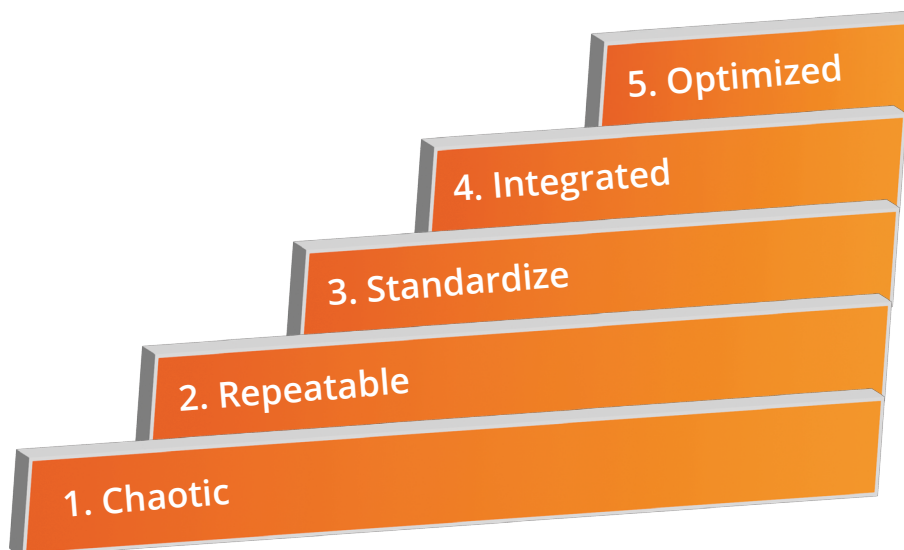 5. Optimized
4. Integrated
3. Standardize
2. Repeatable
1. Chaotic